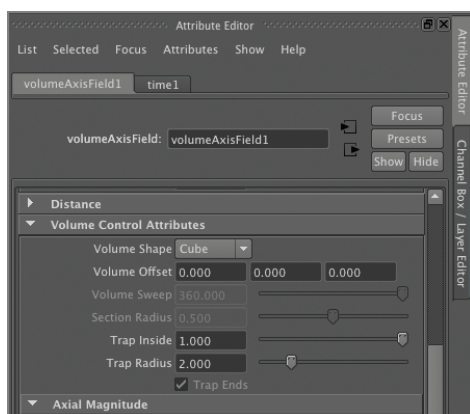 Attribute Editor
List Selected Focus Attributes Show Help
volumeAxisField1 time1
Focus
volumeAxisField: volumeAxisField1
Presets
Show Hide
Distance
Volume Control Attributes
Volume Shape Cube
Volume Offset 0.000 0.000 0.000
Volume Sweep 360.000
Section Radius 0.500
Trap Inside 1.000
Trap Radius 2.000
Trap Ends
Axial Magnitude
Attribute Editor
Channel Box / Layer Editor